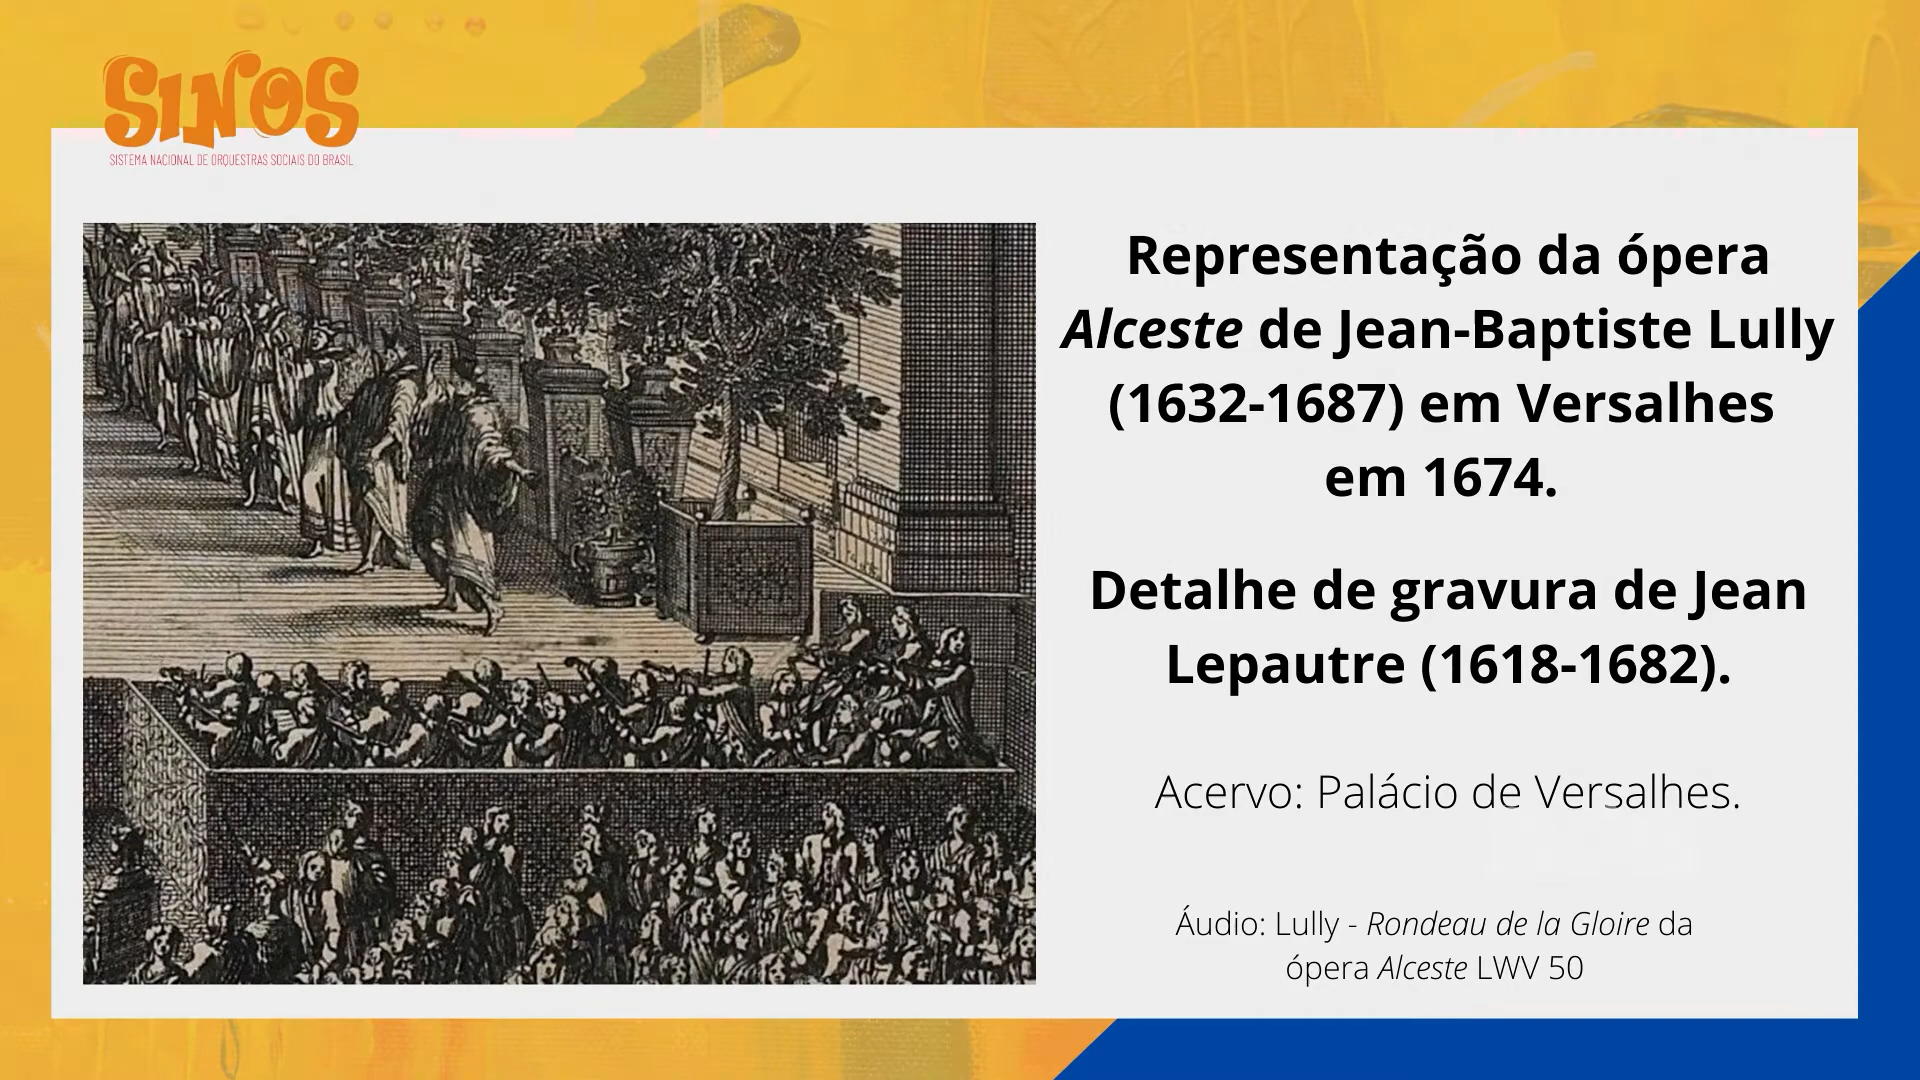 SINOS
SISTEMA NACIONAL DE ORQUESTRAS SOCIAIS DO BRASIL
Representação da ópera
Alceste de Jean-Baptiste Lully
(1632-1687) em Versalhes
em 1674.
Detalhe de gravura de Jean
Lepautre (1618-1682).
Acervo: Palácio de Versalhes.
Áudio: Lully - Rondeau de la Gloire da
ópera Alceste LWV 50